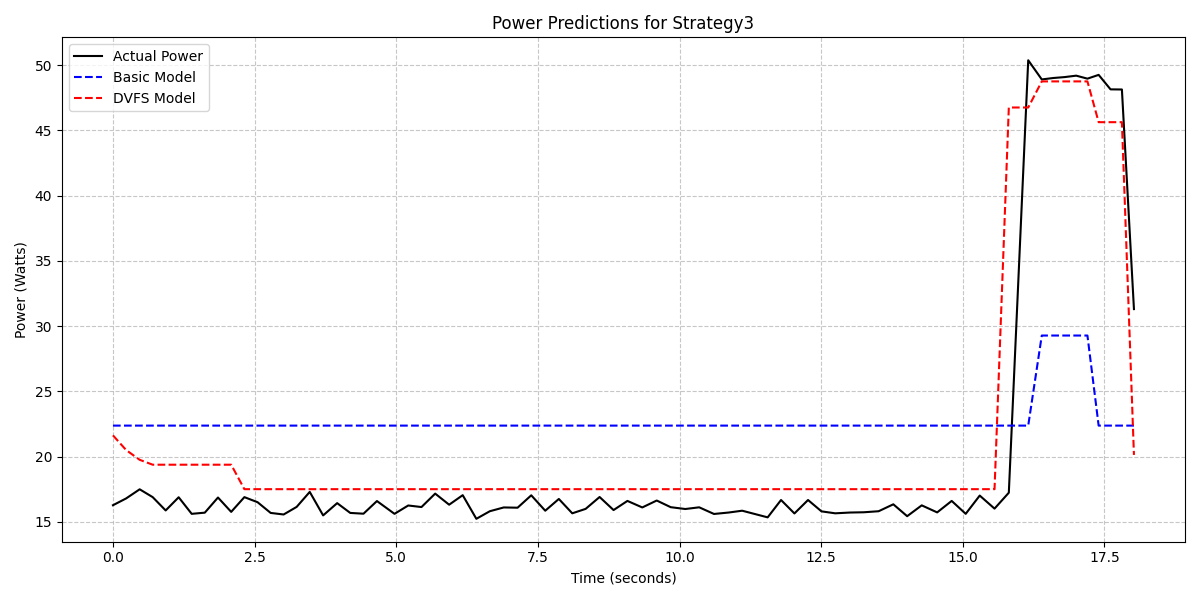 Power Predictions for Strategy3
Actual Power
Basic Model
DVFS Model
Power (Watts)
50
45
40
35
30
25
20
15
0.0 2.5 5.0 7.5 10.0 12.5 15.0 17.5
Time (seconds)